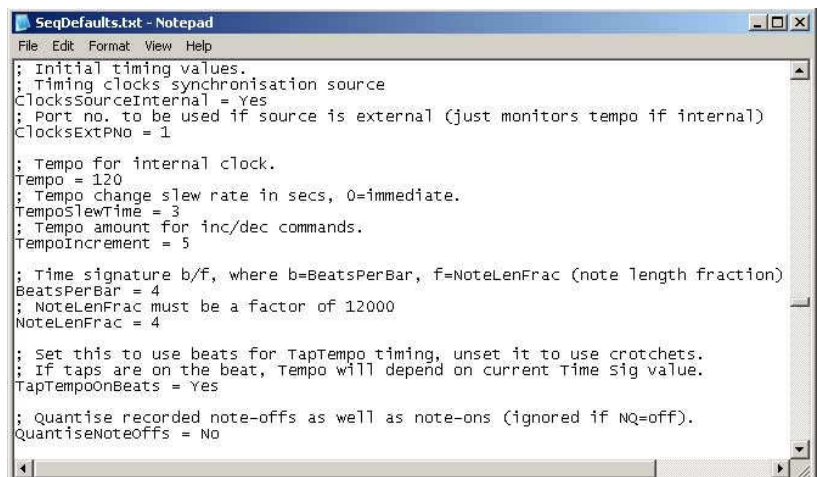 SeqDefaults.txt - Notepad
File Edit Format View Help
; Initial timing values.
; Timing clocks synchronisation source
ClocksSourceInternal = Yes
; Port no. to be used if source is external (just monitors tempo if internal)
ClocksExtPNo = 1
; Tempo for internal clock.
Tempo = 120
; Tempo change slew rate in secs, 0=immediate.
TempoSlewTime = 3
; Tempo amount for inc/dec commands.
TempoIncrement = 5
; Time signature b/f, where b=BeatsPerBar, f=NoteLenFrac (note length fraction)
BeatsPerBar = 4
; NoteLenFrac must be a factor of 12000
NoteLenFrac = 4
; Set this to use beats for TapTempo timing, unset it to use crotchets.
; If taps are on the beat, Tempo will depend on current Time Sig value.
TapTempoOnBeats = Yes
; Quantise recorded note-offs as well as note-ons (ignored if NQ=off).
QuantiseNoteOffs = No